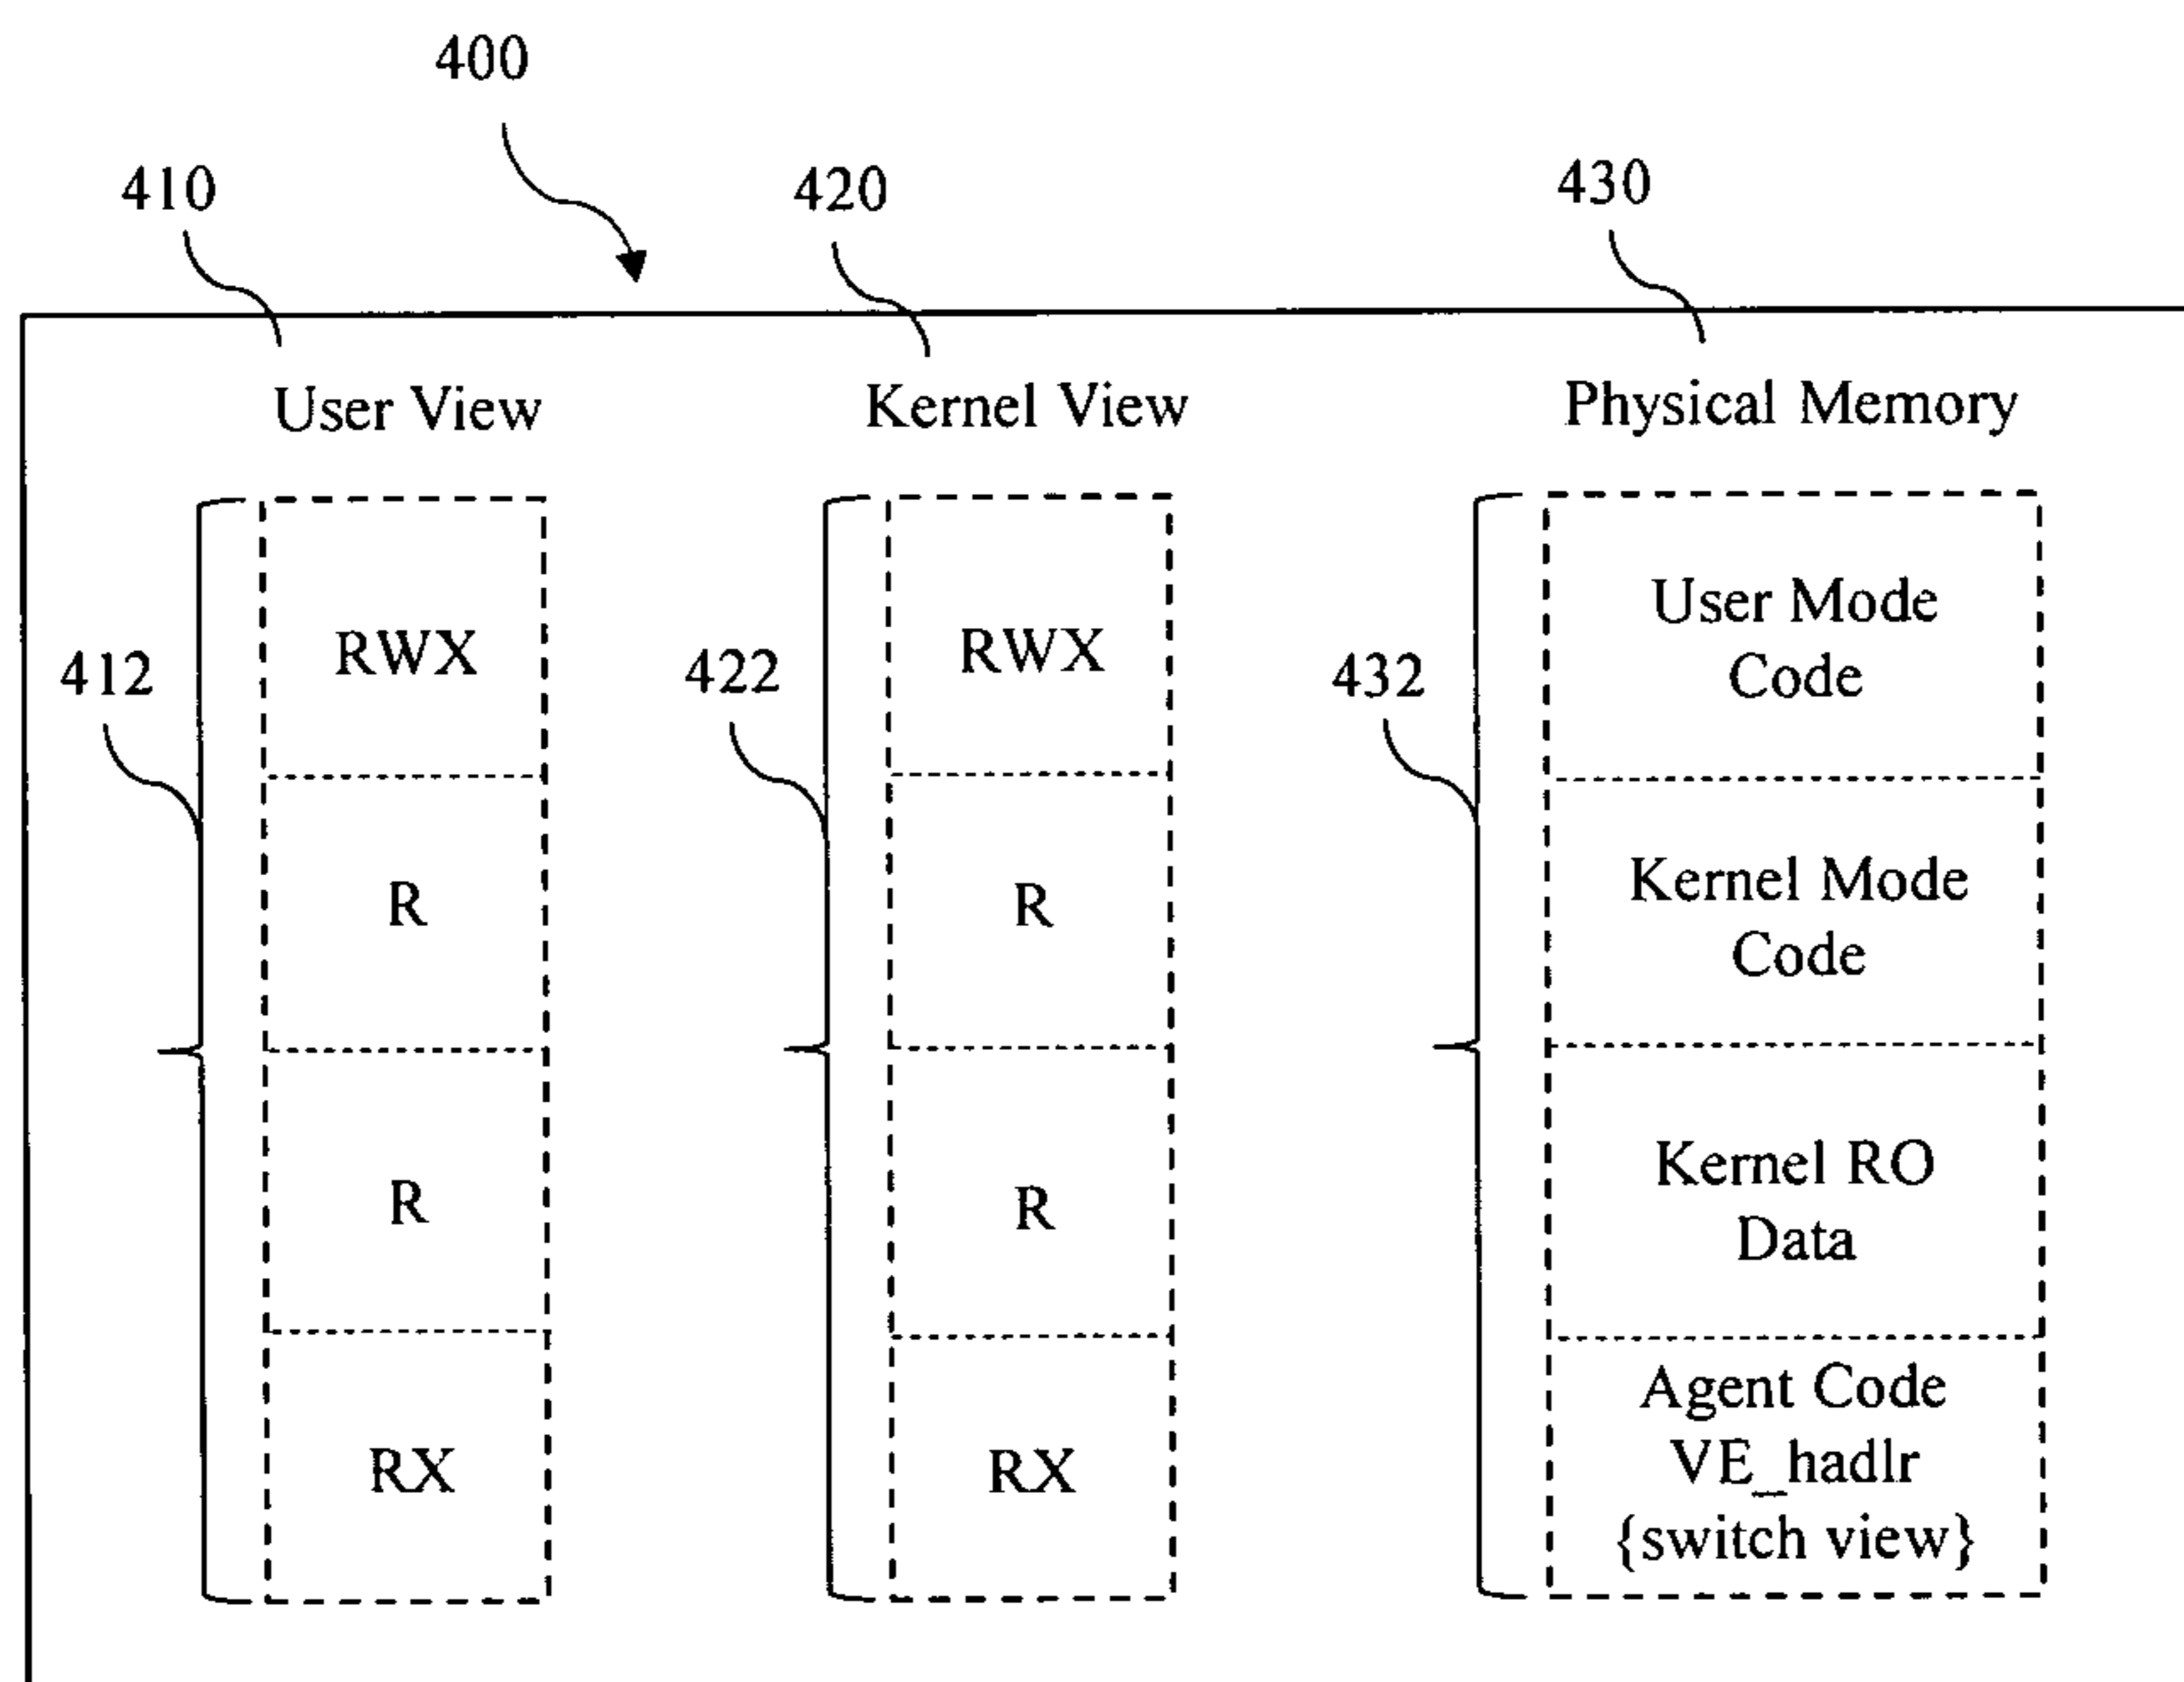 400
410
420
430
User View
Kernel View
Physical Memory
412
RWX
R
R
RX
422
RWX
R
R
RX
432
User Mode
Code
Kernel Mode
Code
Kernel RO
Data
Agent Code
VE_hadlr
{switch view}